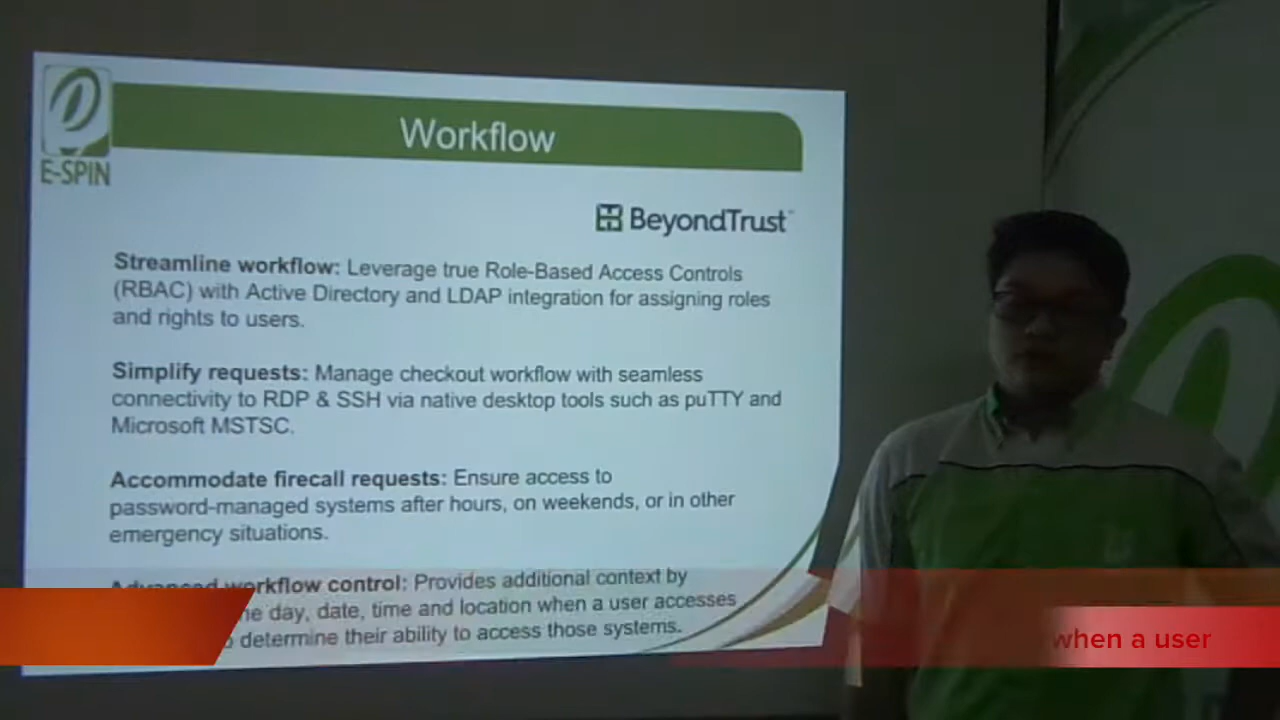 Workflow
E-SPIN
BeyondTrust
Streamline workflow: Leverage true Role-Based Access Controls
(RBAC) with Active Directory and LDAP integration for assigning roles
and rights to users.
Simplify requests: Manage checkout workflow with seamless
connectivity to RDP & SSH via native desktop tools such as puTTY and
Microsoft MSTSC.
Accommodate firecall requests: Ensure access to
password-managed systems after hours, on weekends, or in other
emergency situations.
Advanced workflow control: Provides additional context by
day, date, time and location when a user accesses
determine their ability to access those systems.
when a user